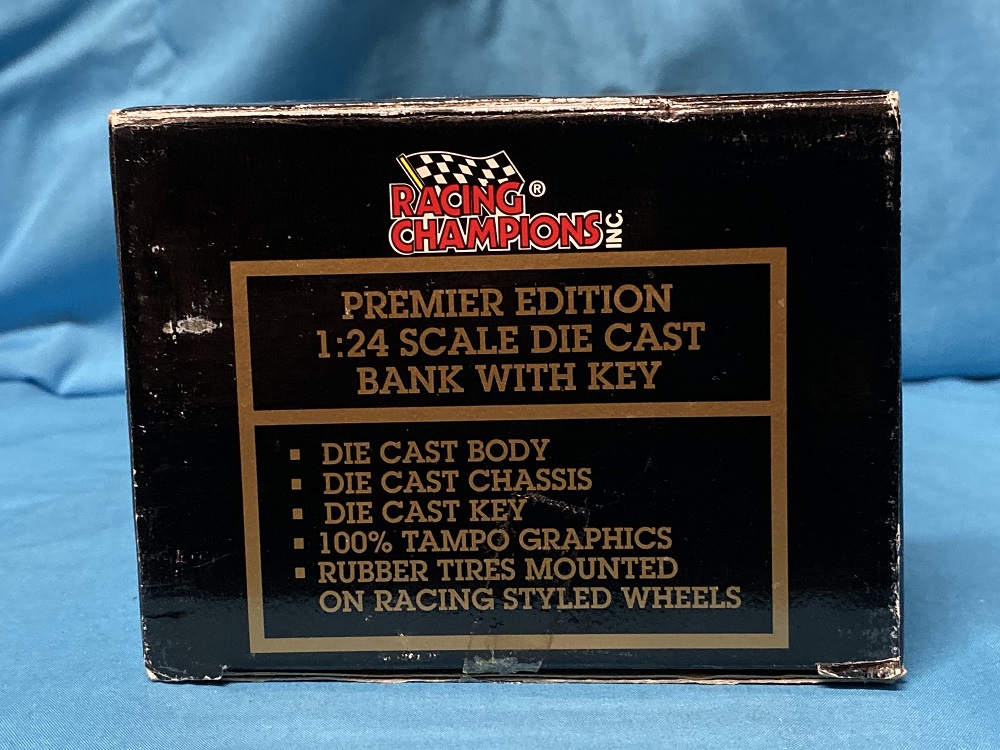 RACING ®
CHAMPIONS INC.
PREMIER EDITION
1:24 SCALE DIE CAST
BANK WITH KEY
▪ DIE CAST BODY
▪ DIE CAST CHASSIS
▪ DIE CAST KEY
▪ 100% TAMPO GRAPHICS
▪ RUBBER TIRES MOUNTED
ON RACING STYLED WHEELS